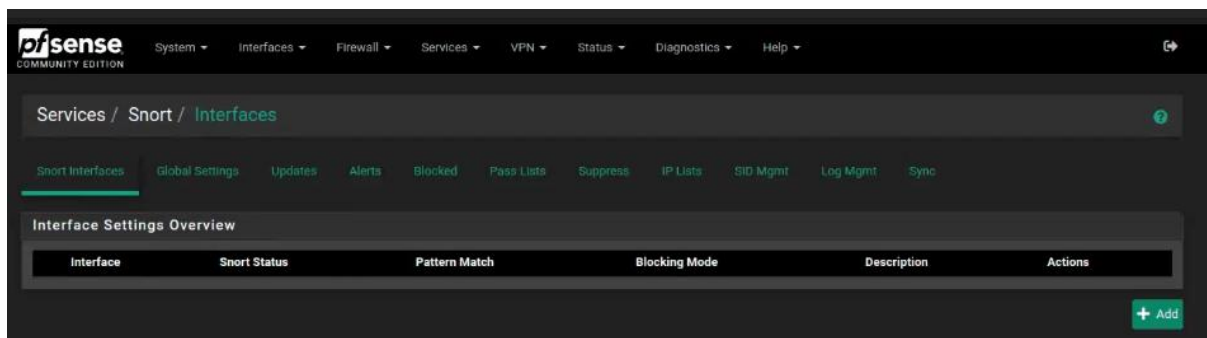 pfsense System Interfaces Firewall Services VPN Status Diagnostics Help
COMMUNITY EDITION
Services / Snort / Interfaces
Snort Interfaces Global Settings Updates Alerts Blocked Pass Lists Suppress IP Lists SID Mgmt Log Mgmt Sync
Interface Settings Overview
Interface Snort Status Pattern Match Blocking Mode Description Actions
+ Add